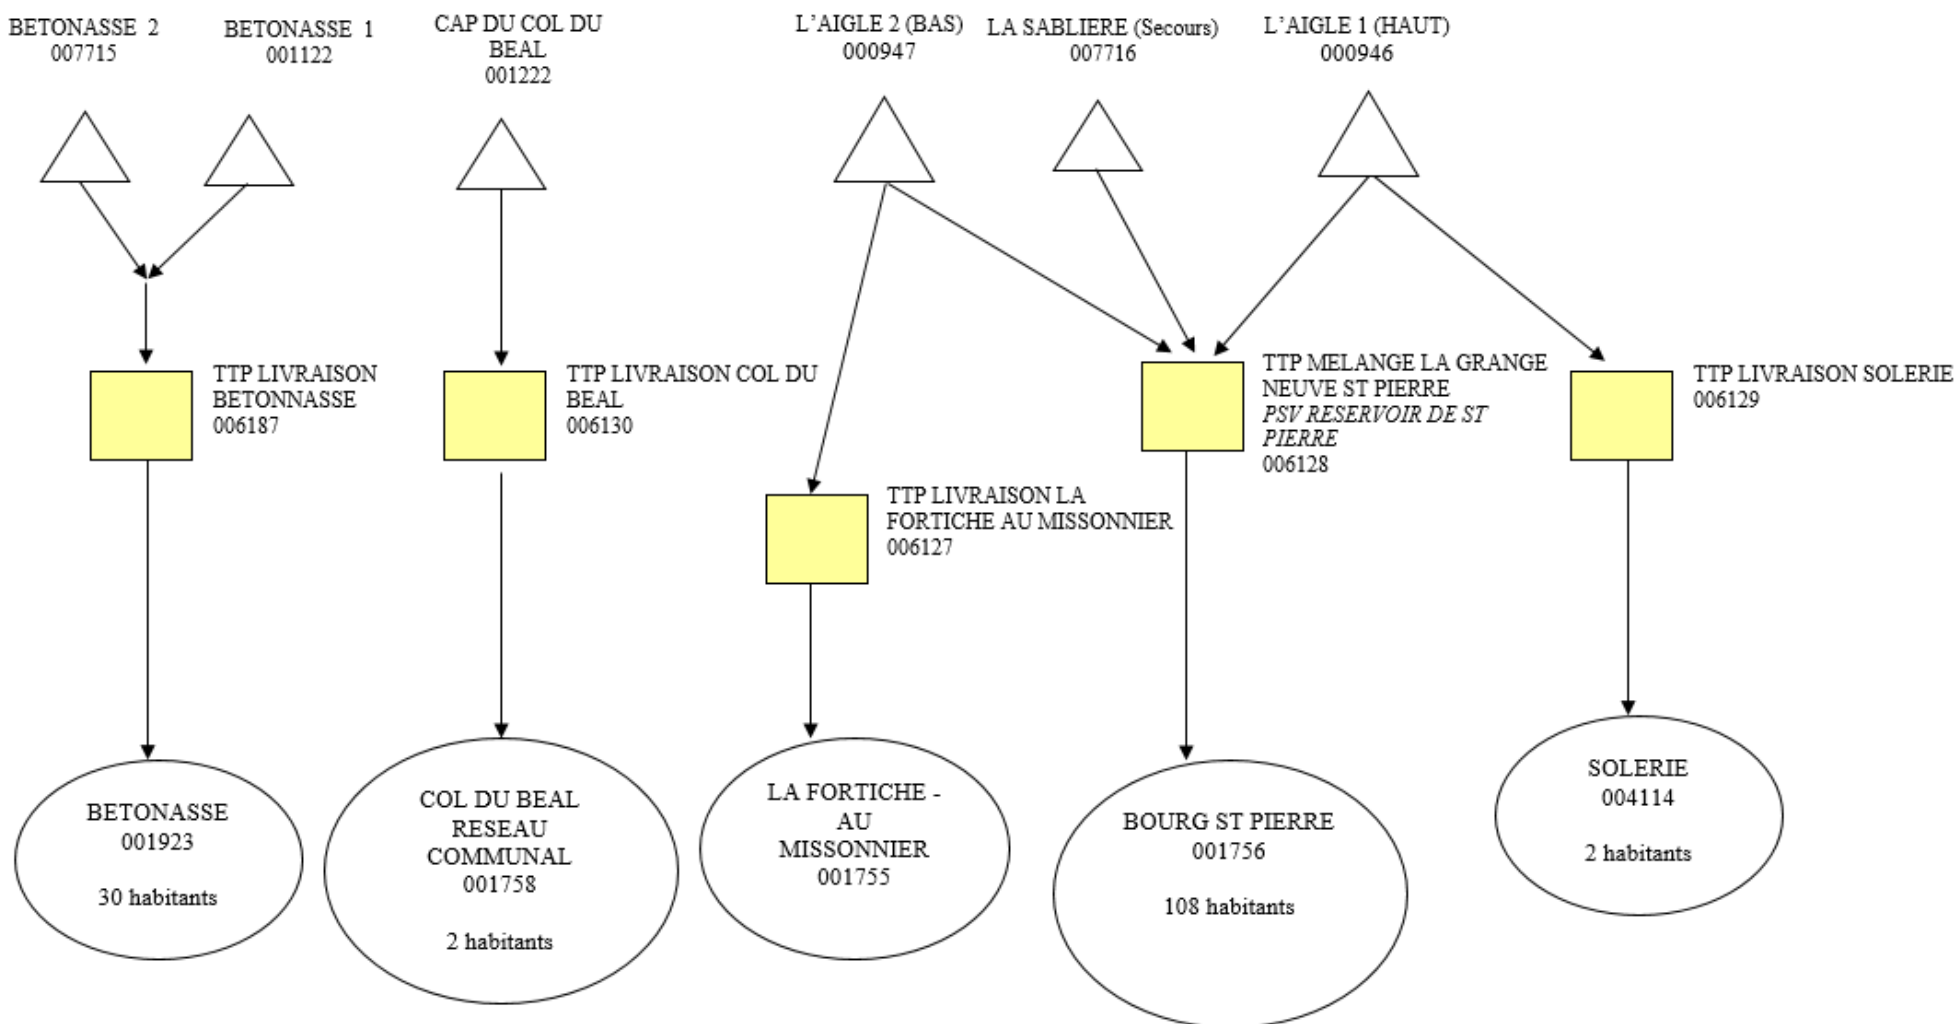 BETONASSE 2
007715
BETONASSE 1
001122
CAP DU COL DU
BEAL
001222
L'AIGLE 2 (BAS)
000947
LA SABLIERE (Secours)
007716
L'AIGLE 1 (HAUT)
000946
TTP LIVRAISON
BETONNASSE
006187
TTP LIVRAISON COL DU
BEAL
006130
TTP LIVRAISON LA
FORTICHE AU MISSONNIER
006127
TTP MELANGE LA GRANGE
NEUVE ST PIERRE
PSV RESERVOIR DE ST
PIERRE
006128
TTP LIVRAISON SOLERIE
006129
BETONASSE
001923
30 habitants
COL DU BEAL
RESEAU
COMMUNAL
001758
2 habitants
LA FORTICHE -
AU
MISSONNIER
001755
BOURG ST PIERRE
001756
108 habitants
SOLERIE
004114
2 habitants